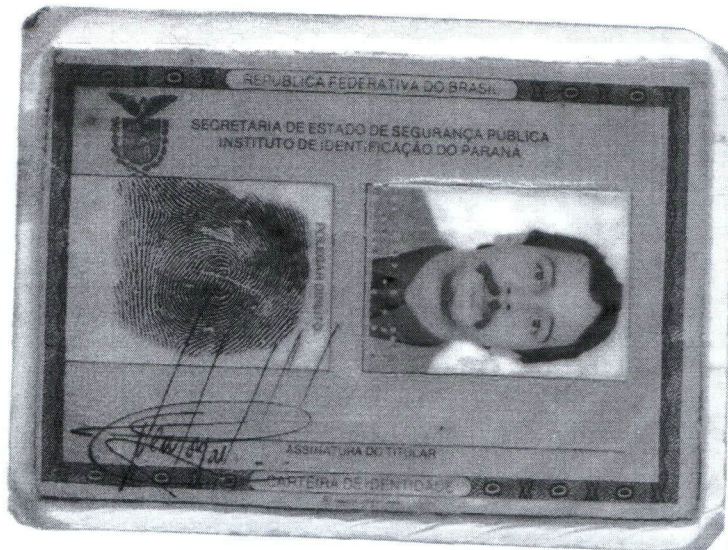 REPÚBLICA FEDERATIVA DO BRASIL
SECRETARIA DE ESTADO DE SEGURANÇA PÚBLICA
INSTITUTO DE IDENTIFICAÇÃO DO PARANÁ
POLEGAR DIREITO
ASSINATURA DO TITULAR
CARTEIRA DE IDENTIDADE